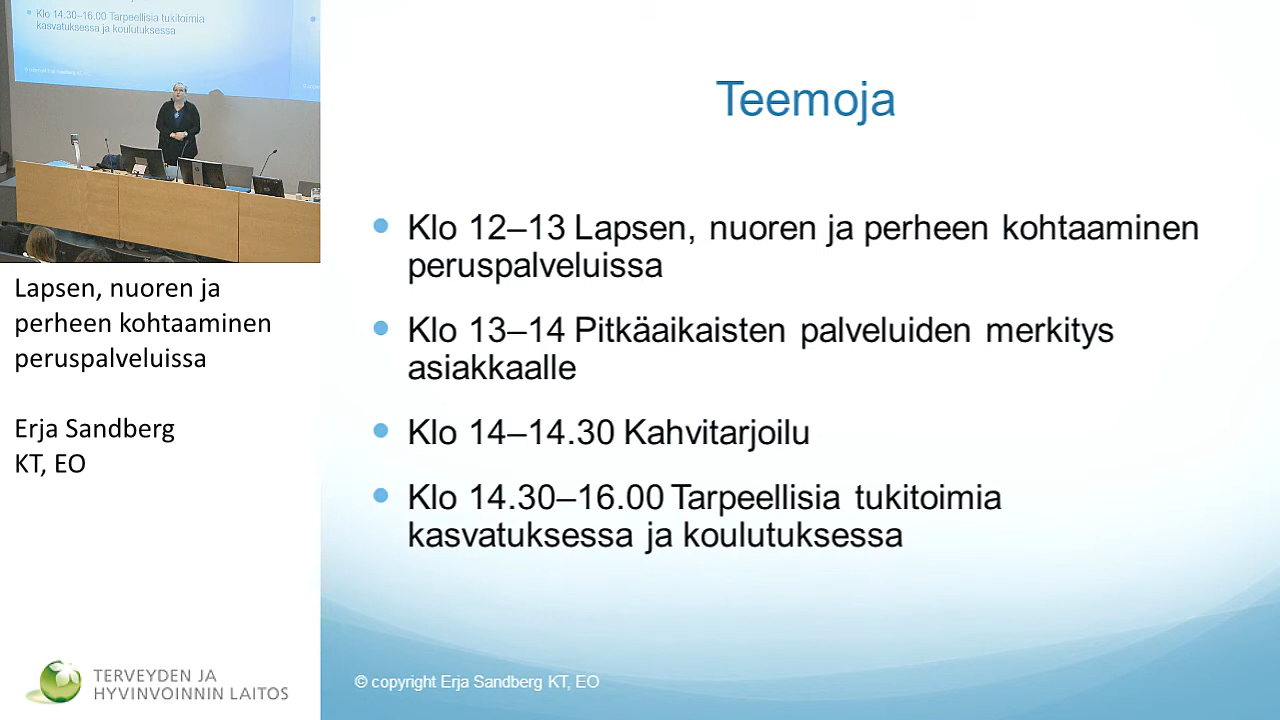 Klo 14.30–16.00 Tarpeellisia tukitoimia
kasvatuksessa ja koulutuksessa
Lapsen, nuoren ja
perheen kohtaaminen
peruspalveluissa
Erja Sandberg
KT, EO
TERVEYDEN JA
HYVINVOINNIN LAITOS
Teemoja
Klo 12–13 Lapsen, nuoren ja perheen kohtaaminen
peruspalveluissa
Klo 13–14 Pitkäaikaisten palveluiden merkitys
asiakkaalle
Klo 14–14.30 Kahvitarjoilu
Klo 14.30–16.00 Tarpeellisia tukitoimia
kasvatuksessa ja koulutuksessa
© copyright Erja Sandberg KT, EO